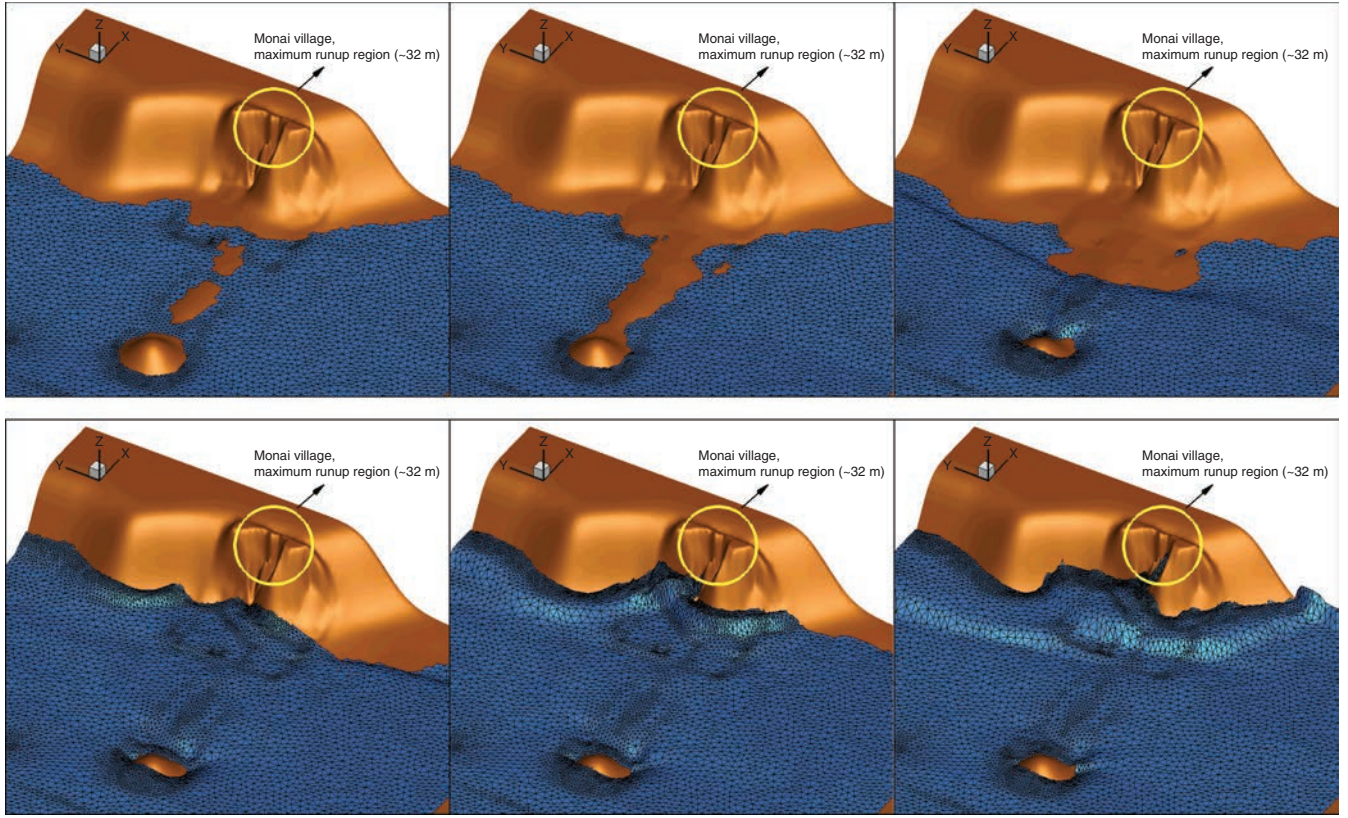 Z
Y
X
Monai village,
maximum runup region (~32 m)
Z
Y
X
Monai village,
maximum runup region (~32 m)
Z
Y
X
Monai village,
maximum runup region (~32 m)
Z
Y
X
Monai village,
maximum runup region (~32 m)
Z
Y
X
Monai village,
maximum runup region (~32 m)
Z
Y
X
Monai village,
maximum runup region (~32 m)